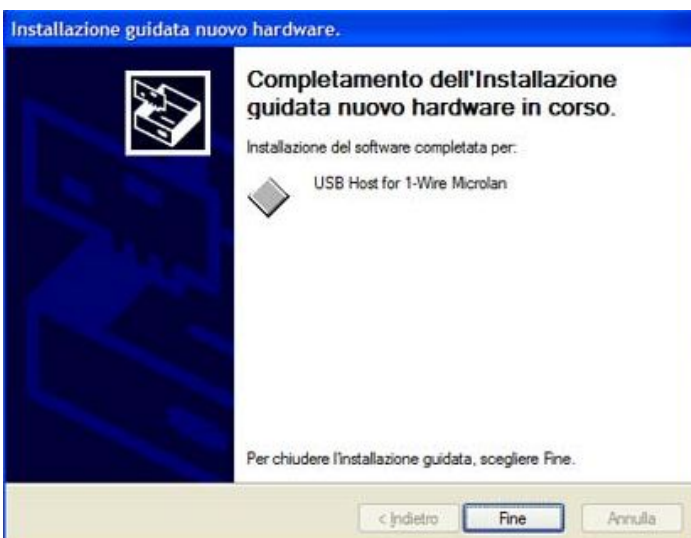 Installazione guidata nuovo hardware.
Completamento dell'Installazione
guidata nuovo hardware in corso.
Installazione del software completata per:
USB Host for 1-Wire Microlan
Per chiudere l'installazione guidata, scegliere Fine.
< Indietro
Fine
Annulla